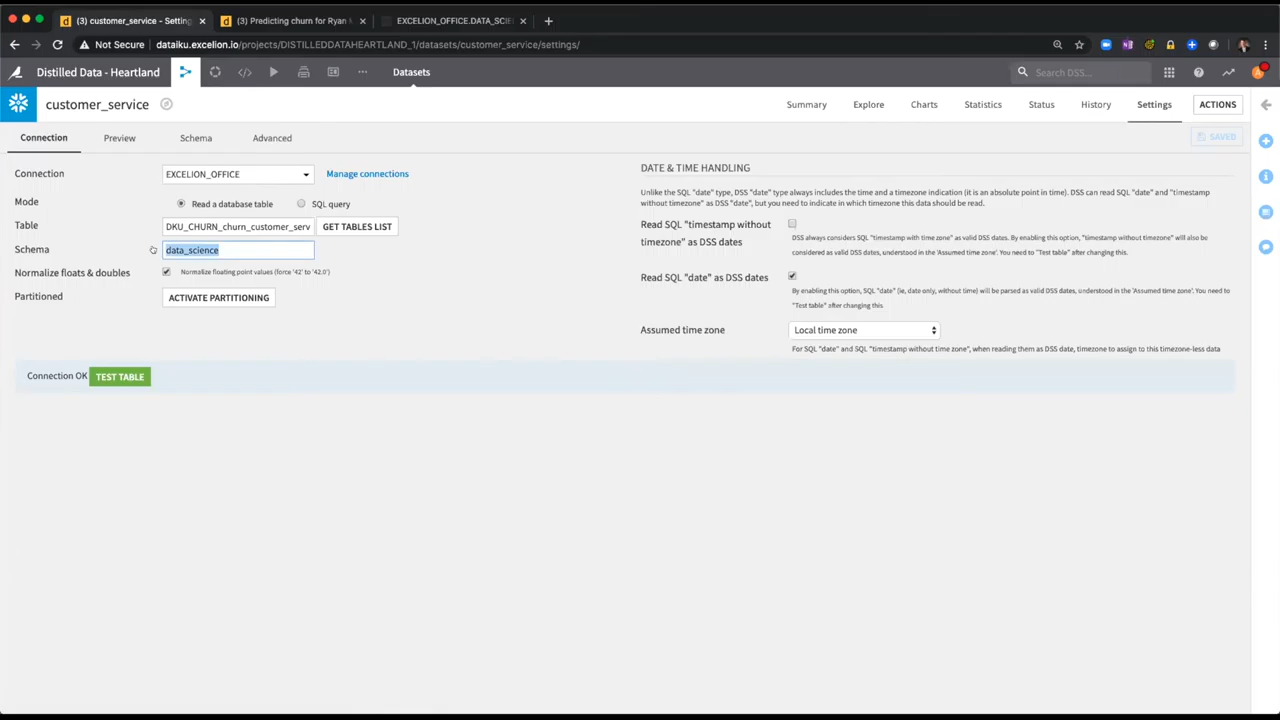 (3) customer_service - Settin
(3) Predicting churn for Ryan M
EXCELION_OFFICE.DATA_SCIE
Not Secure
dataiku.excelion.io/projects/DISTILLEDDATAHEARTLAND_1/datasets/customer_service/settings/
Distilled Data - Heartland
Datasets
Search DSS...
customer_service
Summary
Explore
Charts
Statistics
Status
History
Settings
ACTIONS
Connection
Preview
Schema
Advanced
SAVED
Connection
EXCELION_OFFICE
Manage connections
Mode
Read a database table
SQL query
Table
DKU_CHURN_churn_customer_serv
GET TABLES LIST
Schema
data_science
Normalize floats & doubles
Normalize floating point values (force '42' to '42.0')
Partitioned
ACTIVATE PARTITIONING
DATE & TIME HANDLING
Unlike the SQL "date" type, DSS "date" type always includes the time and a timezone indication (it is an absolute point in time). DSS can read SQL "date" and "timestamp
without timezone" as DSS "date", but you need to indicate in which timezone this data should be read.
Read SQL "timestamp without
timezone" as DSS dates
DSS always considers SQL "timestamp with time zone" as valid DSS dates. By enabling this option, "timestamp without timezone" will also be
considered as valid DSS dates, understood in the 'Assumed time zone'. You need to "Test table" after changing this.
Read SQL "date" as DSS dates
By enabling this option, SQL "date" (ie, date only, without time) will be parsed as valid DSS dates, understood in the 'Assumed time zone'. You need to
"Test table" after changing this.
Assumed time zone
Local time zone
For SQL "date" and SQL "timestamp without time zone", when reading them as DSS date, timezone to assign to this timezone-less data
Connection OK
TEST TABLE